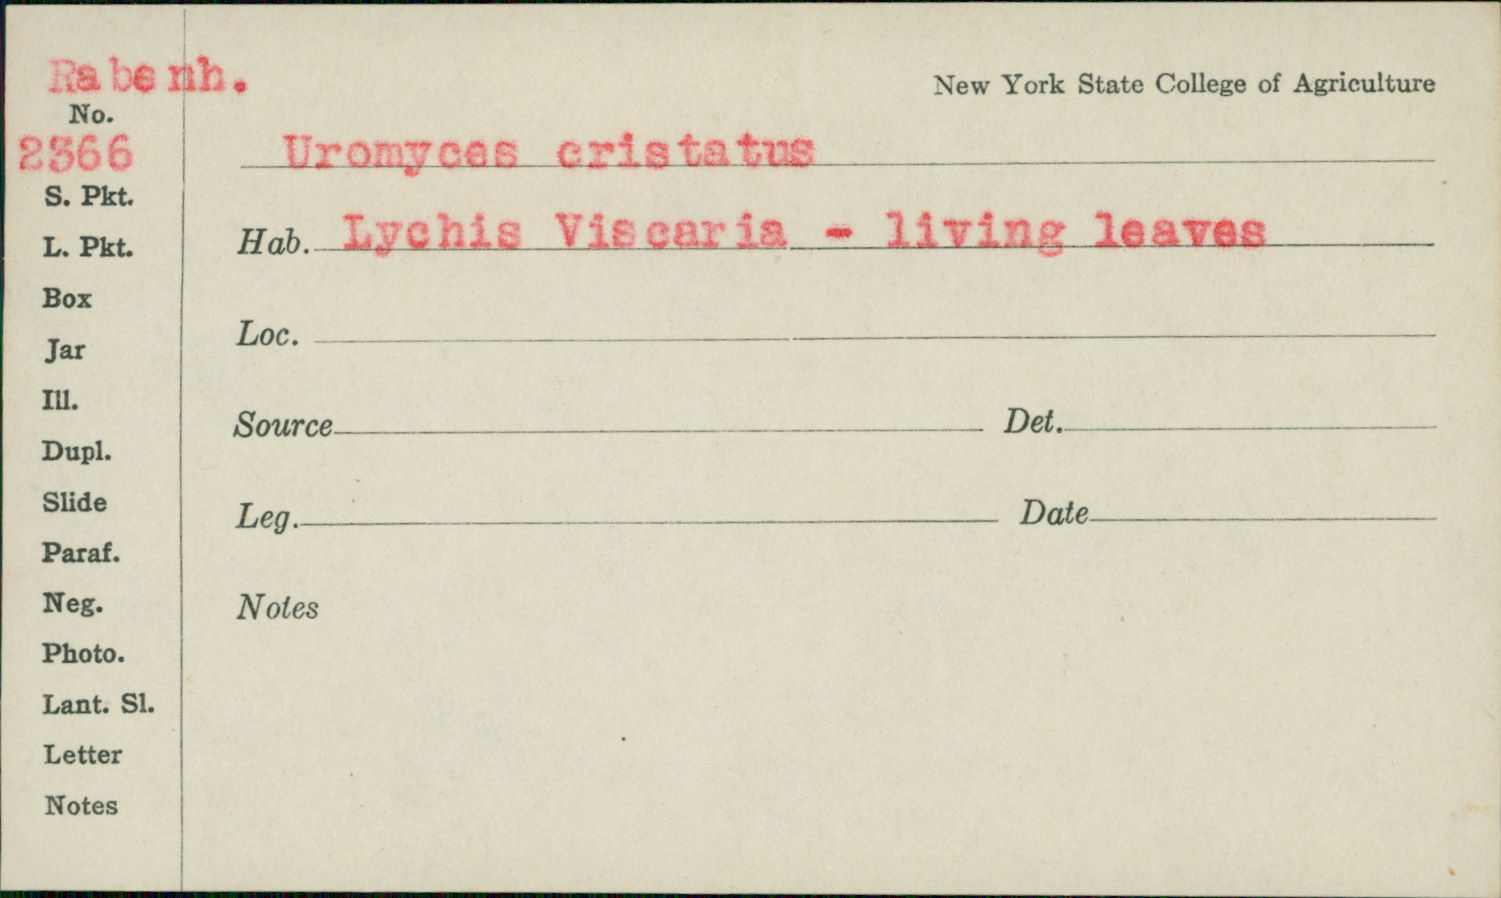 Rabenh.
New York State College of Agriculture
No.
2366
Uromyces cristatus
S. Pkt.
Hab. Lychis Viscaria - living leaves
L. Pkt.
Box
Loc.
Jar
Ill.
Source Det.
Dupl.
Slide
Leg. Date
Paraf.
Neg.
Notes
Photo.
Lant. Sl.
Letter
Notes